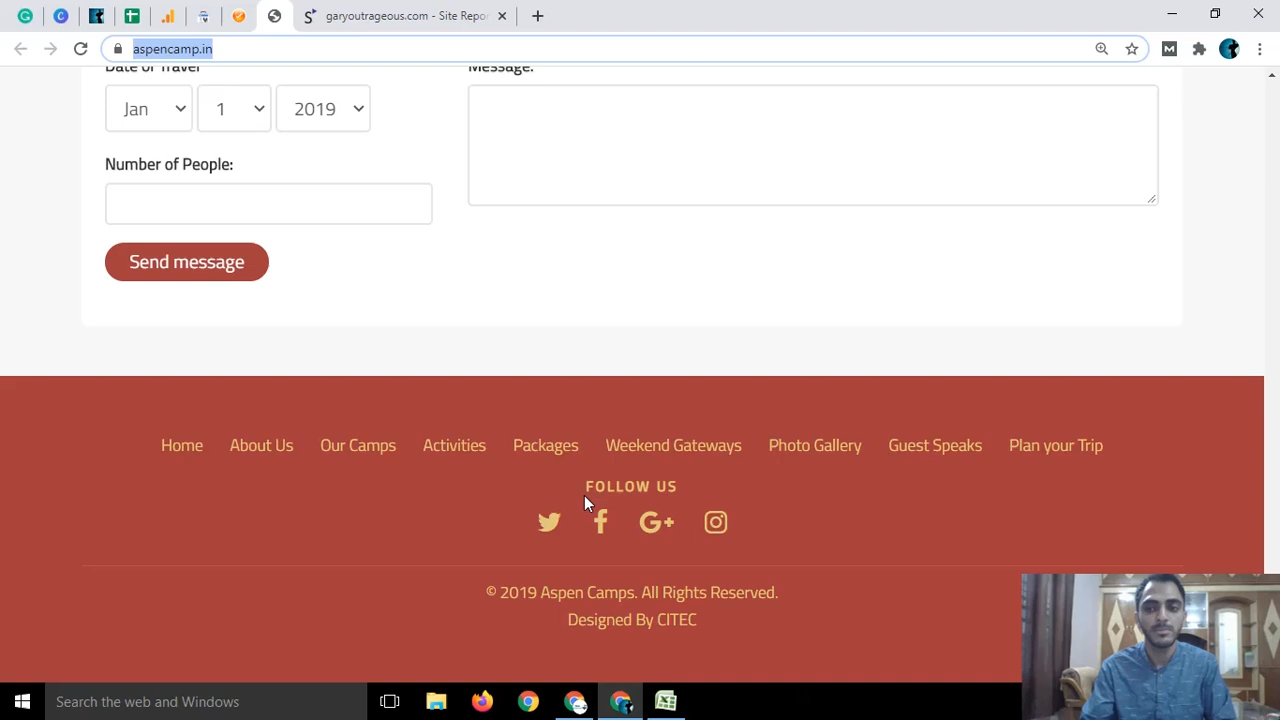 garyoutrageous.com - Site Repo
aspencamp.in
Date of Travel
Message:
Jan 1 2019
Number of People:
Send message
Home About Us Our Camps Activities Packages Weekend Gateways Photo Gallery Guest Speaks Plan your Trip
FOLLOW US
© 2019 Aspen Camps. All Rights Reserved.
Designed By CITEC
Search the web and Windows